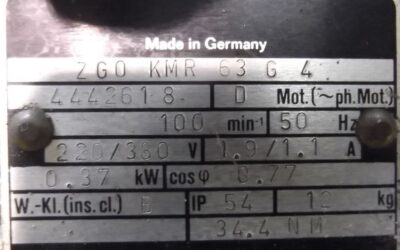 Made in Germany
ZGO KMR 63 G 4
4442618 D Mot.(~ph.Mot.)
100 min-¹ 50 Hz
220/380 V 1.9/1.1 A
0.37 kW cosφ 0.77
W.-Kl.(ins.cl.) E IP 54 12 kg
34.4 NM